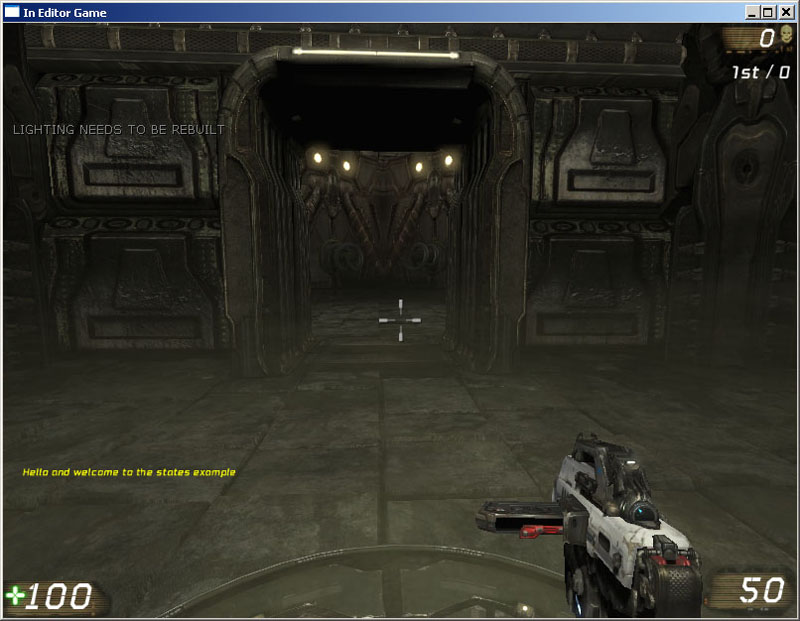 In Editor Game
0
1st / 0
LIGHTING NEEDS TO BE REBUILT
Hello and welcome to the states example
+100
50